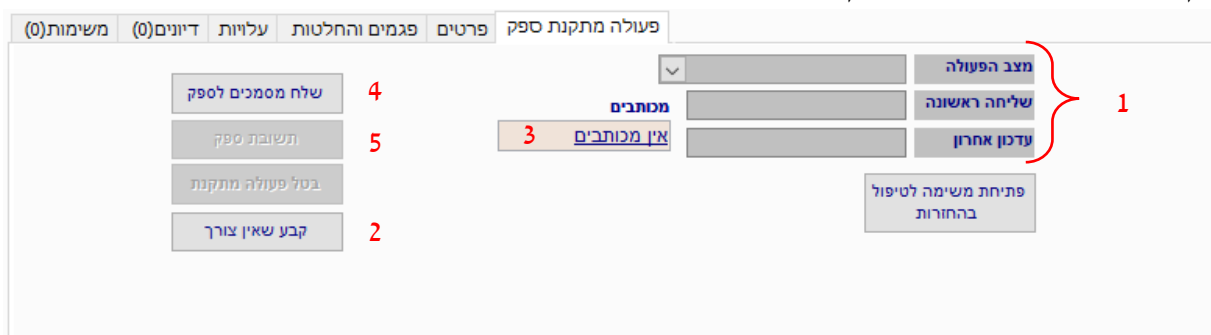 פעולה מתקנת ספק
פרטים
פגמים והחלטות
עלויות
דיונים(0)
משימות(0)
מצב הפעולה
שליחה ראשונה
עדכון אחרון
1
מכותבים
אין מכותבים
3
פתיחת משימה לטיפול
בהחזרות
שלח מסמכים לספק
4
תשובת ספק
5
בטל פעולה מתקנת
קבע שאין צורך
2